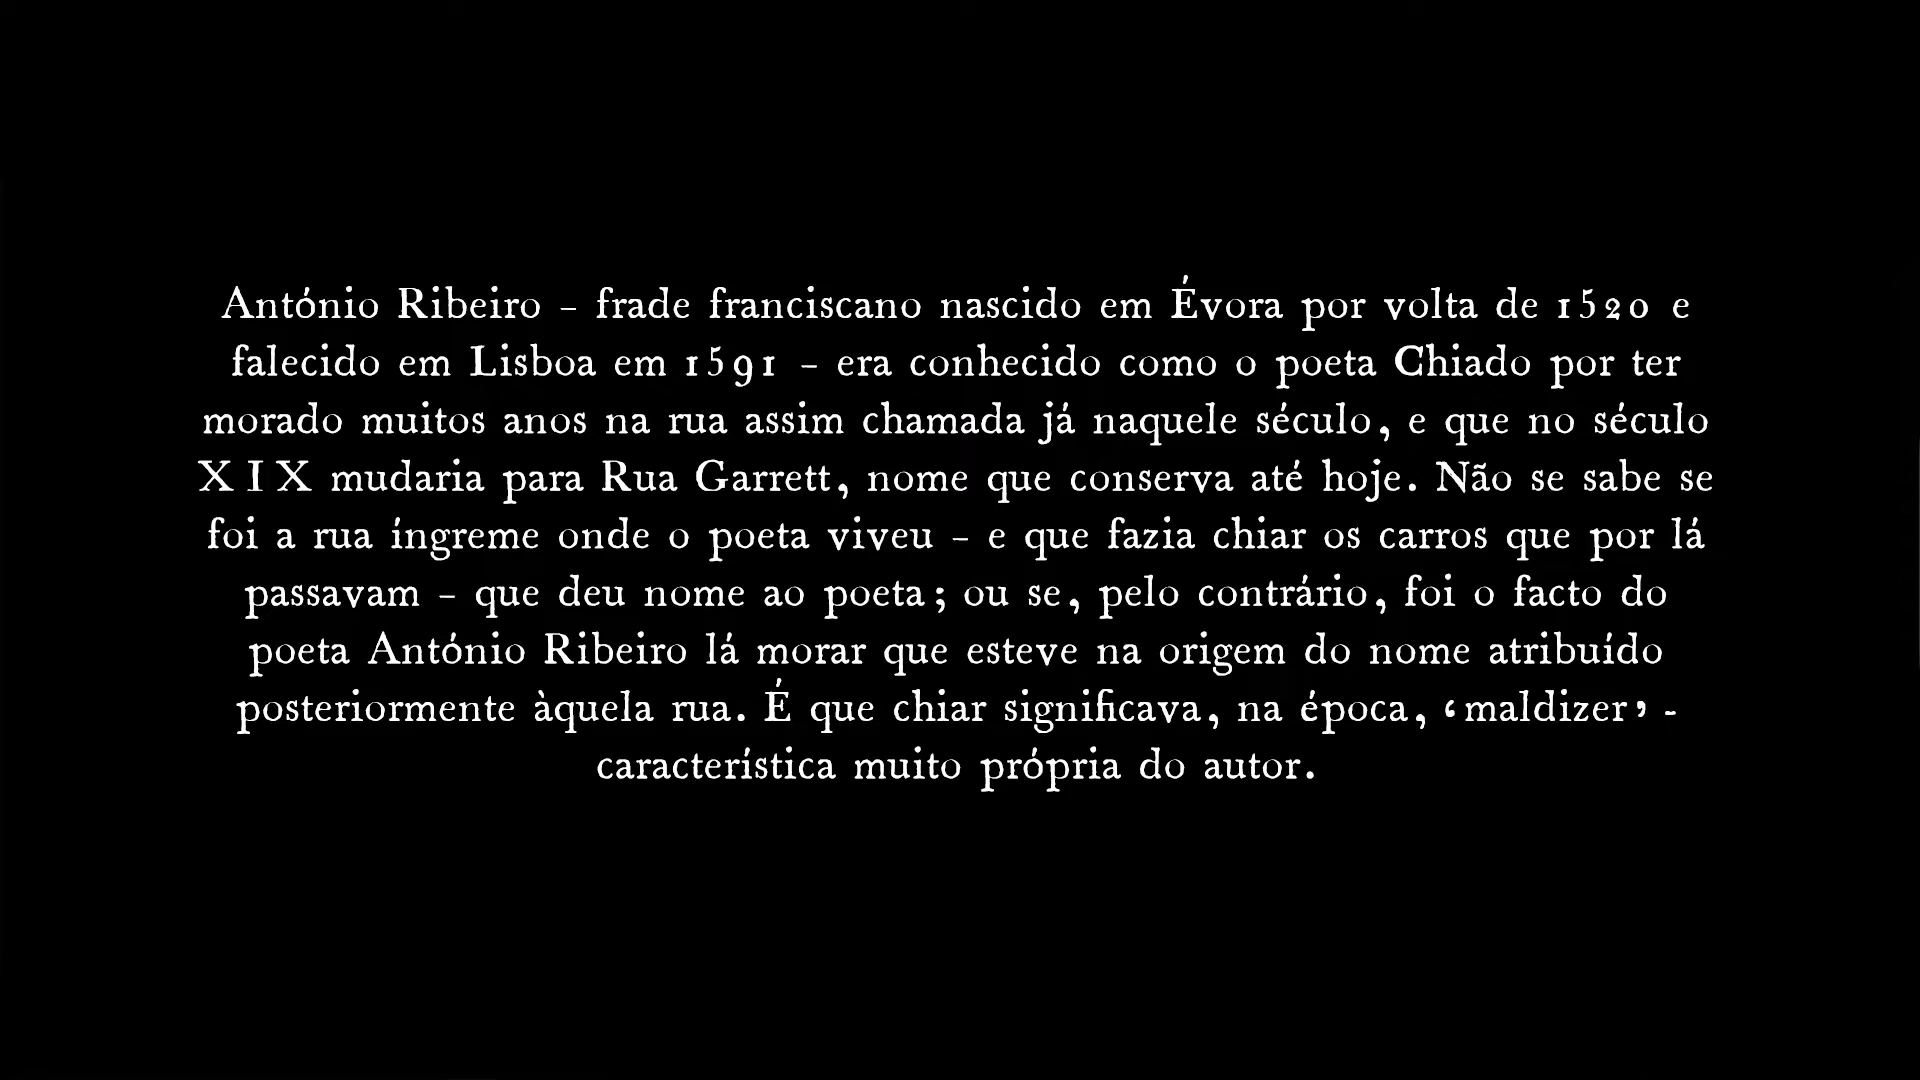 António Ribeiro – frade franciscano nascido em Évora por volta de 1520 e
falecido em Lisboa em 1591 – era conhecido como o poeta Chiado por ter
morado muitos anos na rua assim chamada já naquele século, e que no século
XIX mudaria para Rua Garrett, nome que conserva até hoje. Não se sabe se
foi a rua íngreme onde o poeta viveu – e que fazia chiar os carros que por lá
passavam – que deu nome ao poeta; ou se, pelo contrário, foi o facto do
poeta António Ribeiro lá morar que esteve na origem do nome atribuído
posteriormente àquela rua. É que chiar significava, na época, ‘maldizer’ -
característica muito própria do autor.